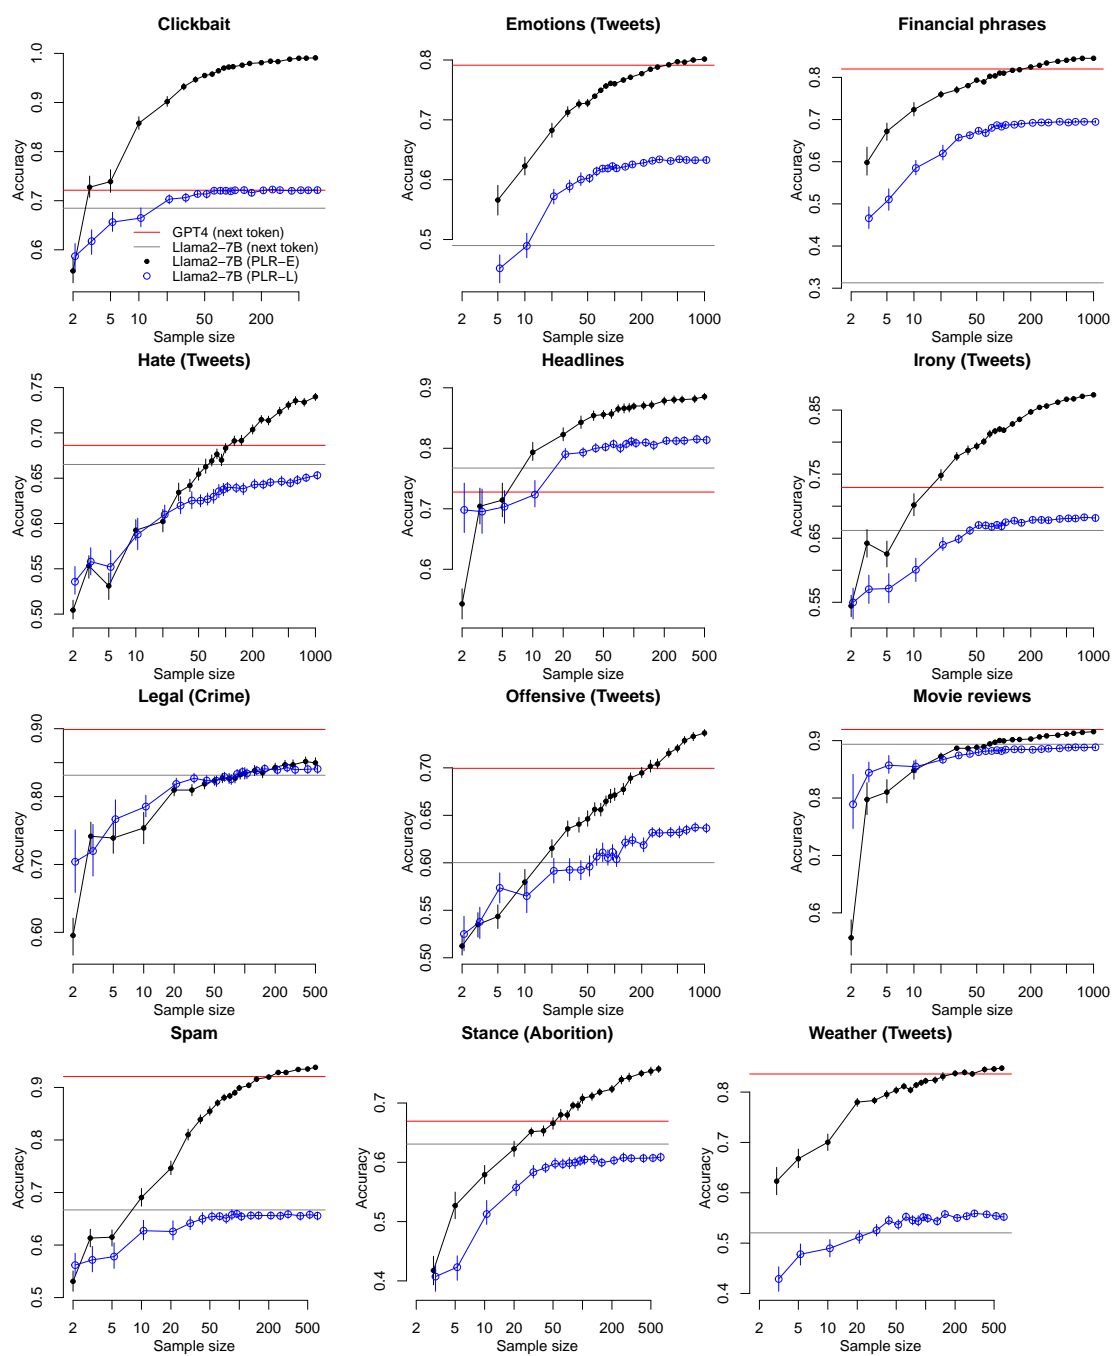 Clickbait
Accuracy
0.6 0.7 0.8 0.9 1.0
GPT4 (next token)
Llama2−7B (next token)
Llama2−7B (PLR−E)
Llama2−7B (PLR−L)
2 5 10 50 200
Sample size
Emotions (Tweets)
Accuracy
0.5 0.6 0.7 0.8
2 5 10 50 200 1000
Sample size
Financial phrases
Accuracy
0.3 0.4 0.5 0.6 0.7 0.8
2 5 10 50 200 1000
Sample size
Hate (Tweets)
Accuracy
0.50 0.55 0.60 0.65 0.70 0.75
2 5 10 50 200 1000
Sample size
Headlines
Accuracy
0.6 0.7 0.8 0.9
2 5 10 20 50 100 200 500
Sample size
Irony (Tweets)
Accuracy
0.55 0.65 0.75 0.85
2 5 10 50 200 1000
Sample size
Legal (Crime)
Accuracy
0.60 0.70 0.80 0.90
2 5 10 20 50 100 200 500
Sample size
Offensive (Tweets)
Accuracy
0.50 0.55 0.60 0.70
2 5 10 50 200 1000
Sample size
Movie reviews
Accuracy
0.6 0.8 0.9
2 5 10 50 200 1000
Sample size
Spam
Accuracy
0.5 0.6 0.7 0.8 0.9
2 5 10 20 50 200 500
Sample size
Stance (Aborition)
Accuracy
0.4 0.5 0.6 0.7
2 5 10 20 50 100 500
Sample size
Weather (Tweets)
Accuracy
0.4 0.5 0.6 0.7 0.8
2 5 10 20 50 100 500
Sample size